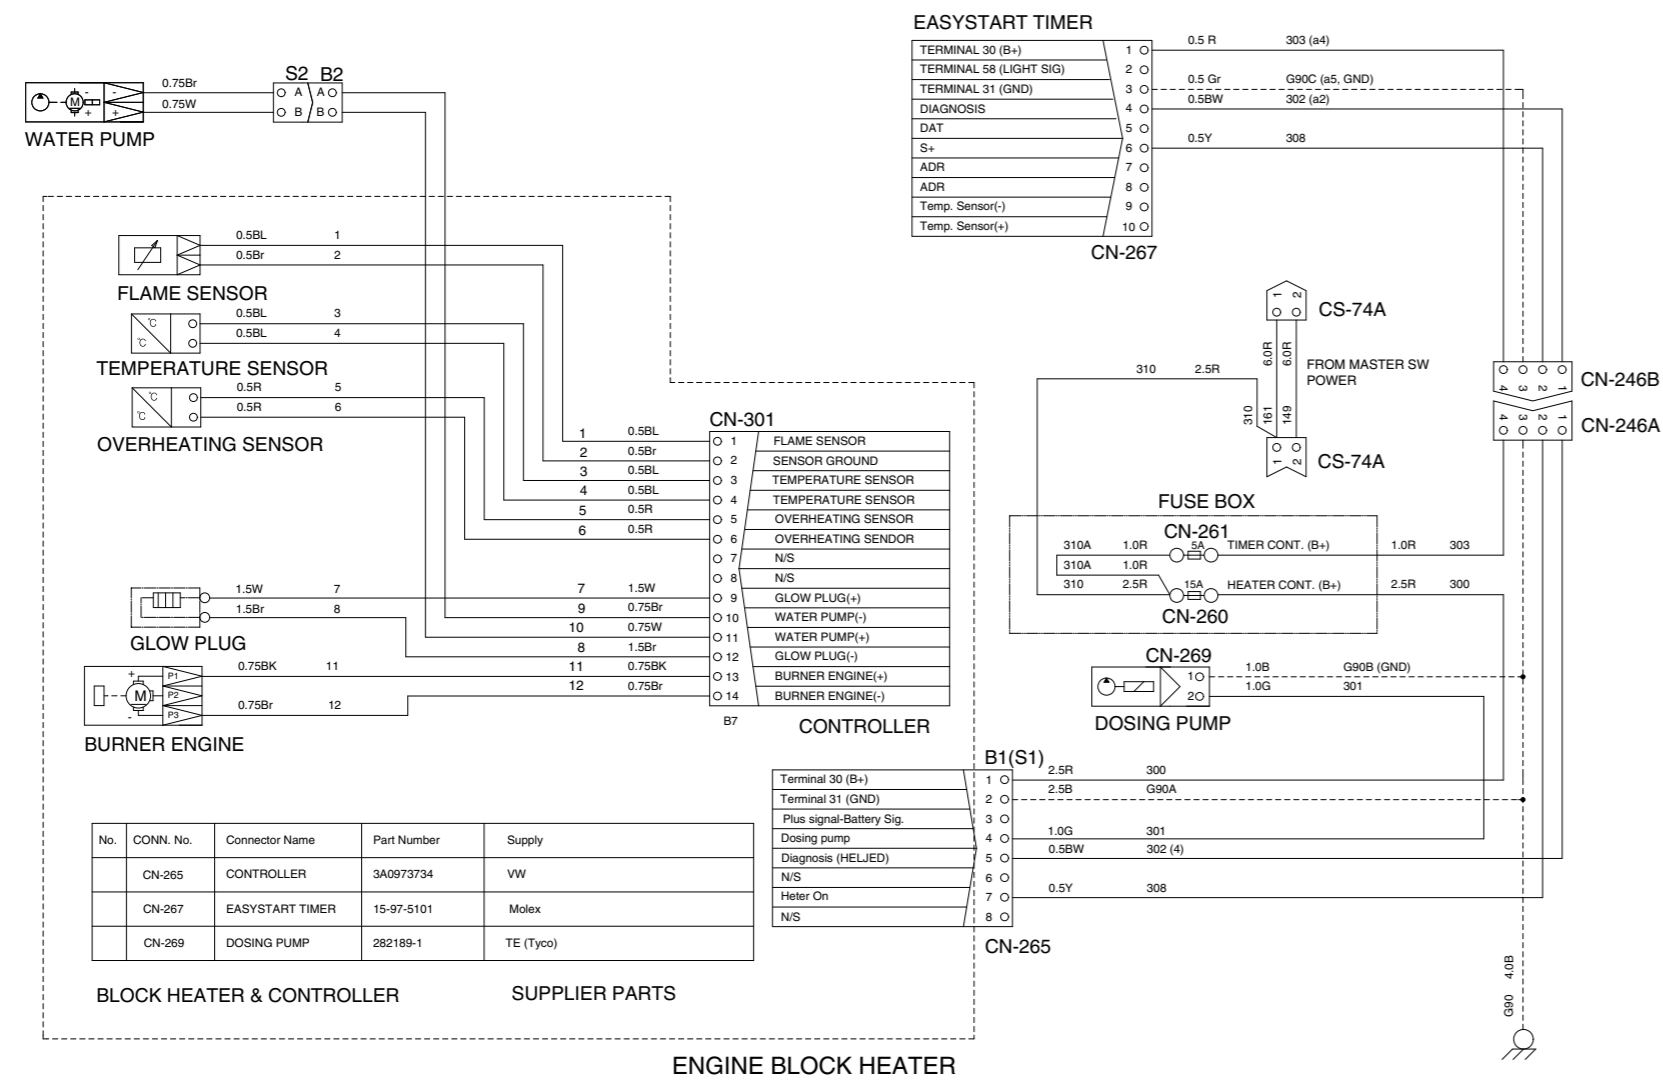 EASYSTART TIMER
TERMINAL 30 (B+) 1 0.5 R 303 (a4)
TERMINAL 58 (LIGHT SIG) 2
TERMINAL 31 (GND) 3 0.5 Gr G90C (a5, GND)
DIAGNOSIS 4 0.5BW 302 (a2)
DAT 5
S+ 6 0.5Y 308
ADR 7
ADR 8
Temp. Sensor(-) 9
Temp. Sensor(+) 10
CN-267
S2 B2
0.75Br A A
0.75W B B
M - + - +
WATER PUMP
0.5BL 1
0.5Br 2
FLAME SENSOR
0.5BL 3
0.5BL 4
°C °C
TEMPERATURE SENSOR
0.5R 5
0.5R 6
°C °C
OVERHEATING SENSOR
1 2
CS-74A
6.0R 6.0R
FROM MASTER SW
POWER
310 2.5R
310 161 149
CS-74A
1 2
4 3 2 1
CN-246B
4 3 2 1
CN-246A
CN-301
1 0.5BL 1 FLAME SENSOR
2 0.5Br 2 SENSOR GROUND
3 0.5BL 3 TEMPERATURE SENSOR
4 0.5BL 4 TEMPERATURE SENSOR
5 0.5R 5 OVERHEATING SENSOR
6 0.5R 6 OVERHEATING SENDOR
7 N/S
8 N/S
7 1.5W 9 GLOW PLUG(+)
9 0.75Br 10 WATER PUMP(-)
10 0.75W 11 WATER PUMP(+)
8 1.5Br 12 GLOW PLUG(-)
11 0.75BK 13 BURNER ENGINE(+)
12 0.75Br 14 BURNER ENGINE(-)
B7
CONTROLLER
FUSE BOX
CN-261
310A 1.0R 5A TIMER CONT. (B+) 1.0R 303
310A 1.0R
310 2.5R 15A HEATER CONT. (B+) 2.5R 300
CN-260
1.5W 7
1.5Br 8
GLOW PLUG
+ M -
P1 0.75BK 11
P2
P3 0.75Br 12
BURNER ENGINE
CN-269
1 1.0B G90B (GND)
2 1.0G 301
DOSING PUMP
B1(S1)
Terminal 30 (B+) 1 2.5R 300
Terminal 31 (GND) 2 2.5B G90A
Plus signal-Battery Sig. 3
Dosing pump 4 1.0G 301
Diagnosis (HELJED) 5 0.5BW 302 (4)
N/S 6
Heter On 7 0.5Y 308
N/S 8
CN-265
G90 4.0B
No. CONN. No. Connector Name Part Number Supply
CN-265 CONTROLLER 3A0973734 VW
CN-267 EASYSTART TIMER 15-97-5101 Molex
CN-269 DOSING PUMP 282189-1 TE (Tyco)
BLOCK HEATER & CONTROLLER SUPPLIER PARTS
ENGINE BLOCK HEATER